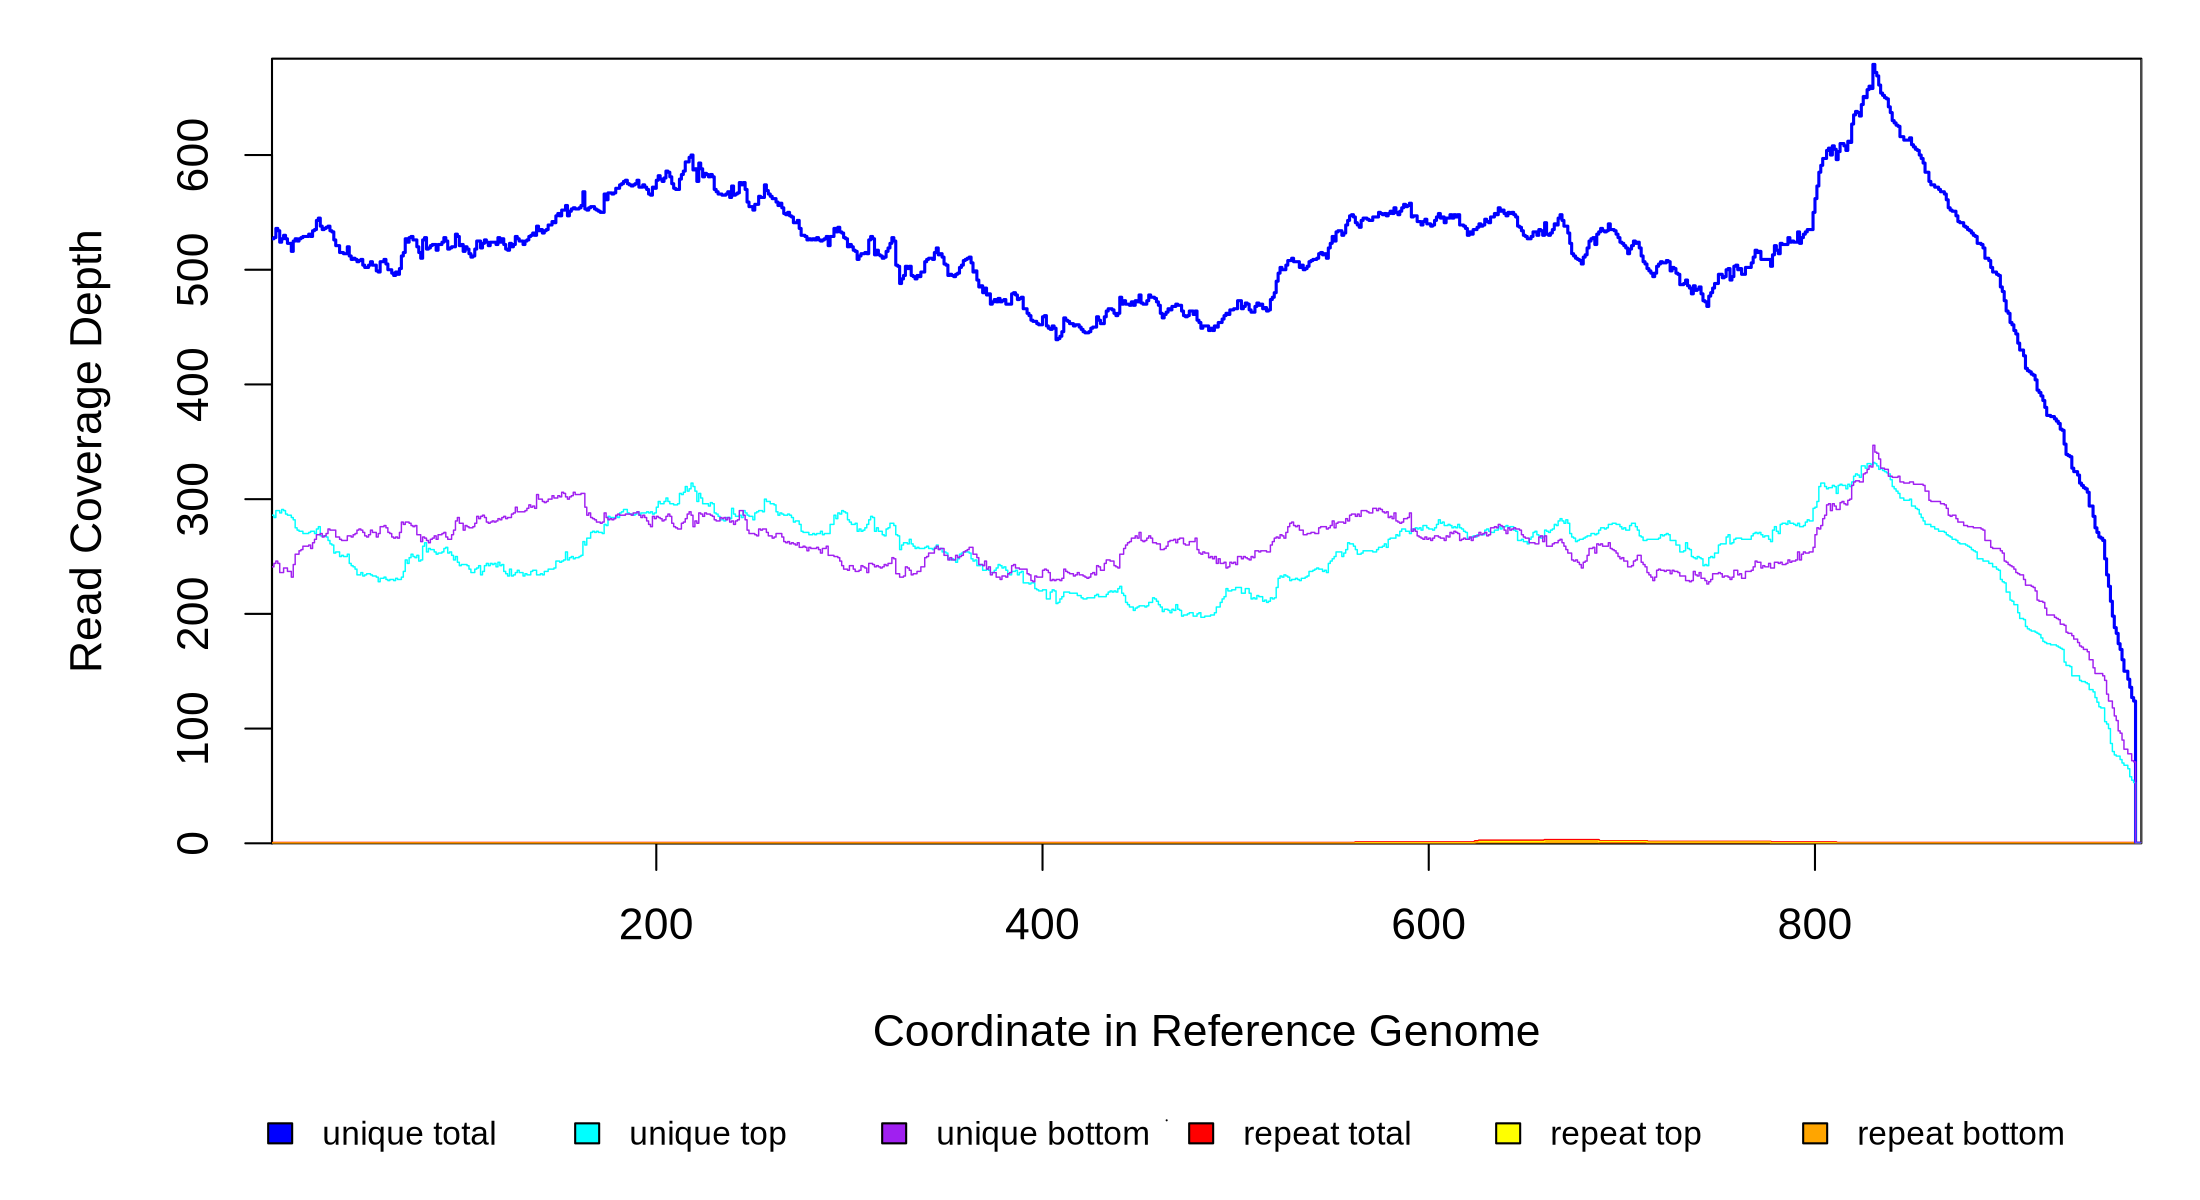 600
500
400
300
200
100
0
Read Coverage Depth
200 400 600 800
Coordinate in Reference Genome
unique total unique top unique bottom repeat total repeat top repeat bottom